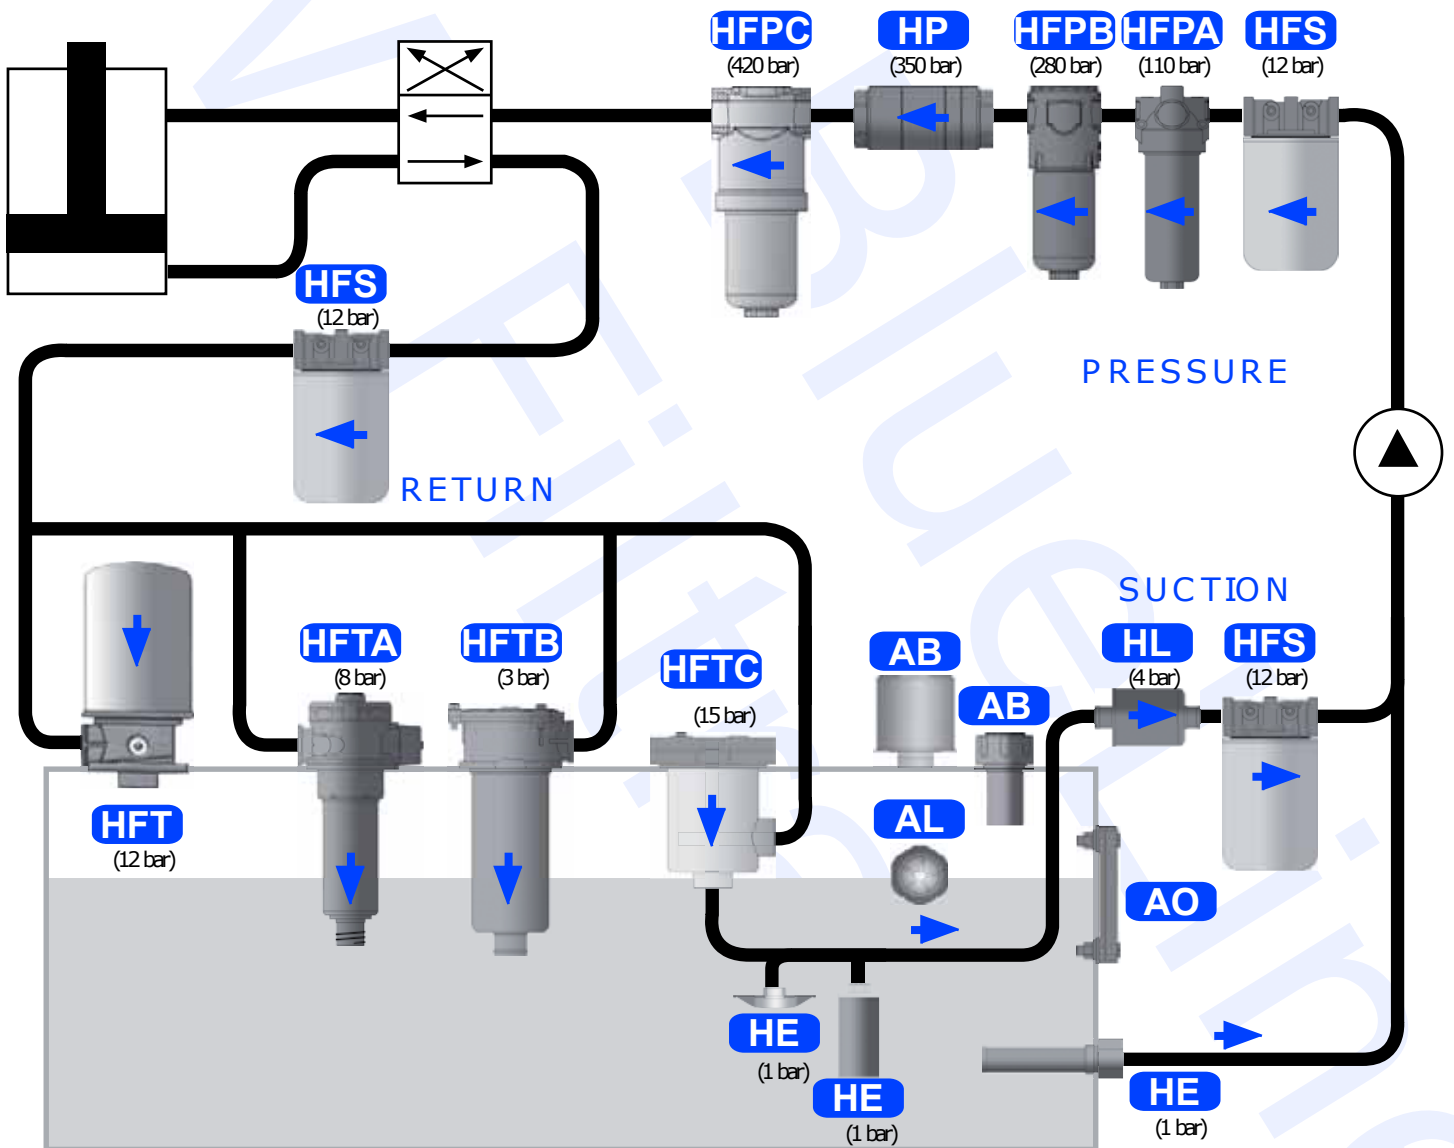 HFPC
(420 bar)
HP
(350 bar)
HFPB
(280 bar)
HFPA
(110 bar)
HFS
(12 bar)
HFS
(12 bar)
PRESSURE
RETURN
SUCTION
HFTA
(8 bar)
HFTB
(3 bar)
HFTC
(15 bar)
AB
AB
HL
(4 bar)
HFS
(12 bar)
HFT
(12 bar)
AL
AO
HE
(1 bar)
HE
(1 bar)
HE
(1 bar)